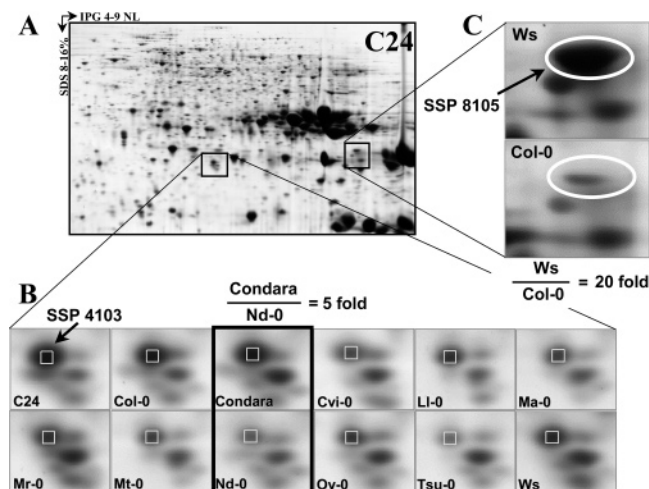 A
IPG 4-9 NL
SDS 8-16%
C24
C
Ws
SSP 8105
Col-0
Ws
Col-0
= 20 fold
B
Condara
Nd-0
= 5 fold
SSP 4103
C24
Col-0
Condara
Cvi-0
Ll-0
Ma-0
Mr-0
Mt-0
Nd-0
Oy-0
Tsu-0
Ws